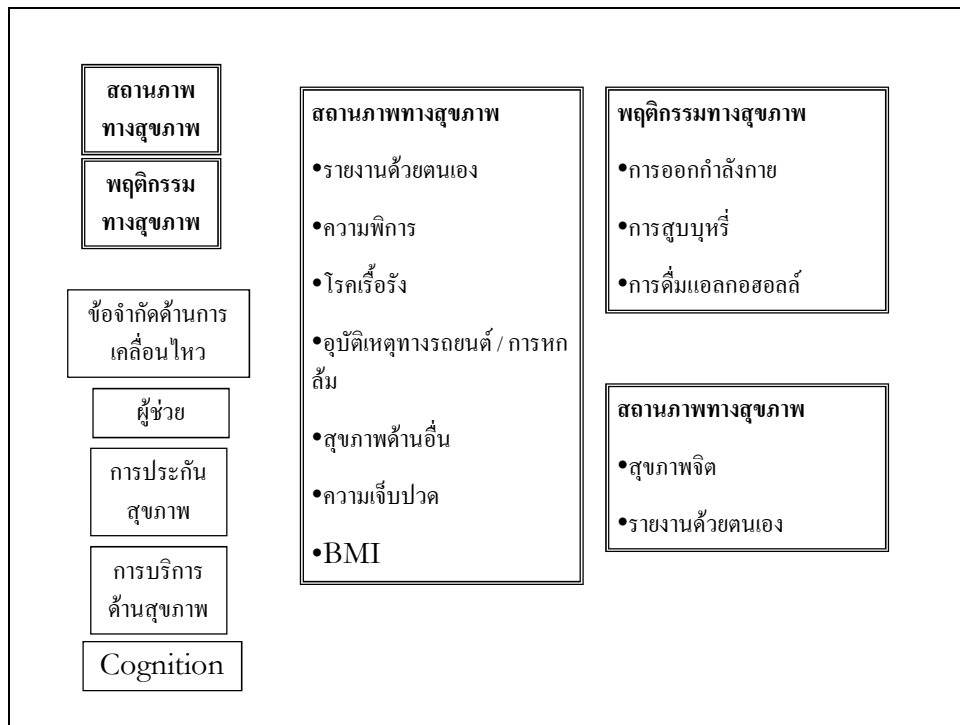 สถานภาพ
ทางสุขภาพ
พฤติกรรม
ทางสุขภาพ
ข้อจำกัดด้านการ
เคลื่อนไหว
ผู้ช่วย
การประกัน
สุขภาพ
การบริการ
ด้านสุขภาพ
Cognition
สถานภาพทางสุขภาพ
•รายงานด้วยตนเอง
•ความพิการ
•โรคเรื้อรัง
•อุบัติเหตุทางรถยนต์ / การหก
ล้ม
•สุขภาพด้านอื่น
•ความเจ็บปวด
•BMI
พฤติกรรมทางสุขภาพ
•การออกกำลังกาย
•การสูบบุหรี่
•การดื่มแอลกอฮอลล์
สถานภาพทางสุขภาพ
•สุขภาพจิต
•รายงานด้วยตนเอง